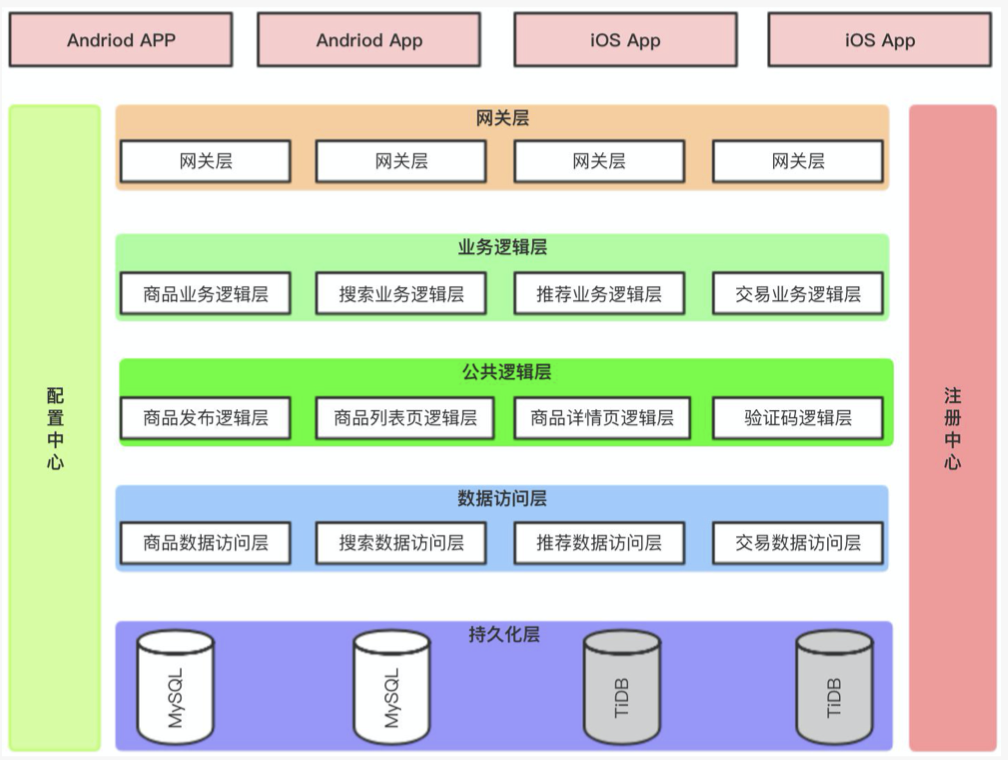 Andriod APP
Andriod App
iOS App
iOS App
网关层
网关层
网关层
网关层
网关层
业务逻辑层
商品业务逻辑层
搜索业务逻辑层
推荐业务逻辑层
交易业务逻辑层
公共逻辑层
商品发布逻辑层
商品列表页逻辑层
商品详情页逻辑层
验证码逻辑层
数据访问层
商品数据访问层
搜索数据访问层
推荐数据访问层
交易数据访问层
持久化层
MySQL
MySQL
TiDB
TiDB
配置中心
注册中心